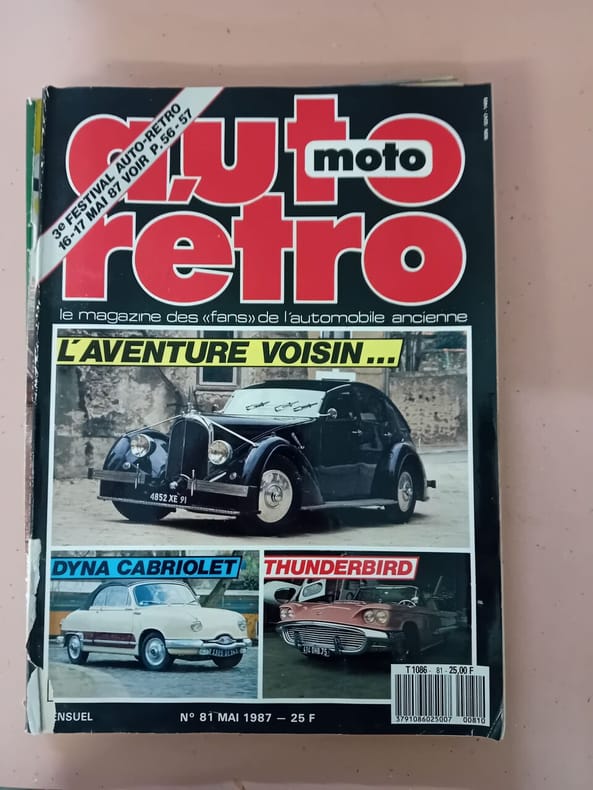 3e FESTIVAL AUTO-RETRO
16-17 MAI 87 VOIR P.56-57
auto
moto
rétro
le magazine des «fans» de l'automobile ancienne
L'AVENTURE VOISIN...
4852 XE 91
DYNA CABRIOLET
THUNDERBIRD
T 1086 - 81 - 25,00 F
3791086025007 00810
ENSUEL
N° 81 MAI 1987 – 25 F